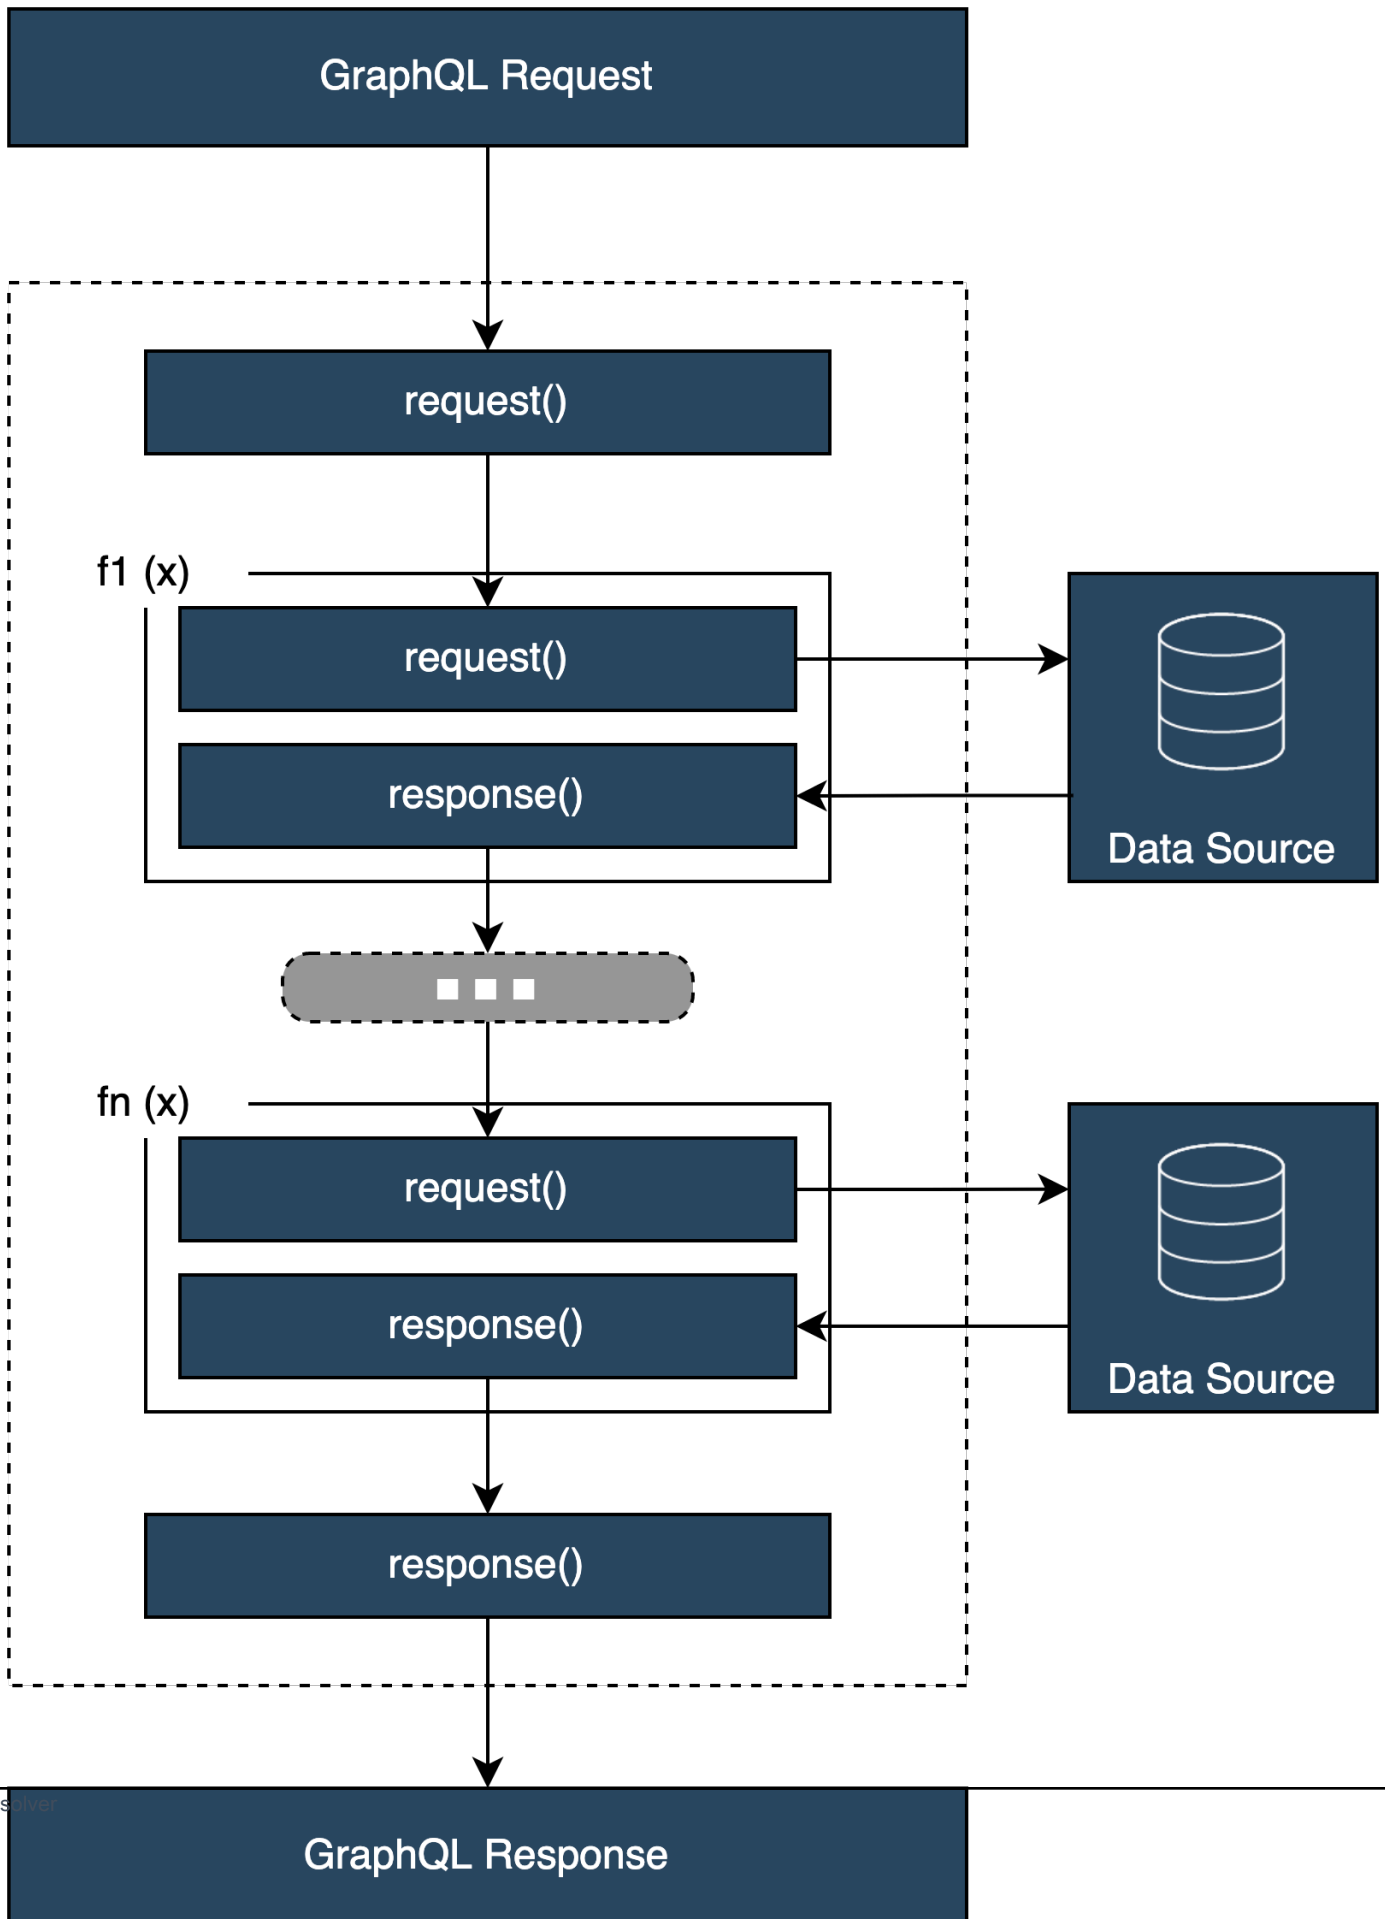 GraphQL Request
request()
f1 (x)
request()
response()
Data Source
fn (x)
request()
response()
Data Source
response()
solver
GraphQL Response